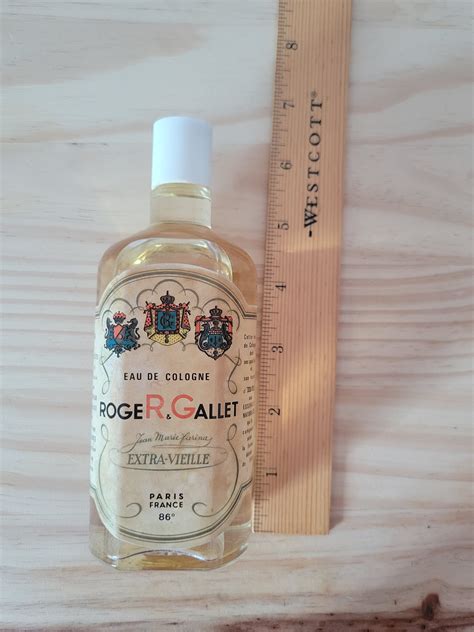 EAU DE COLOGNE
ROGER.&GALLET
Jean Marie Farina
EXTRA-VIEILLE
PARIS
FRANCE
86°
WESTCOTT®
8
7
6
5
4
3
2
1